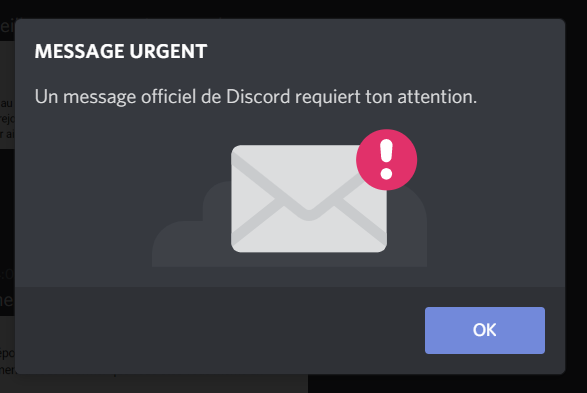 MESSAGE URGENT
Un message officiel de Discord requiert ton attention.
OK